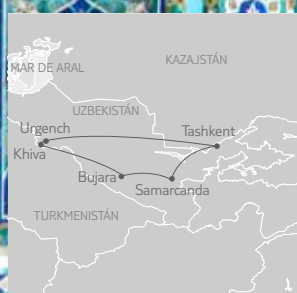 KAZAJSTÁN
MAR DE ARAL
UZBEKISTÁN
Urgench
Tashkent
Khiva
Bujara
Samarcanda
TURKMENISTÁN